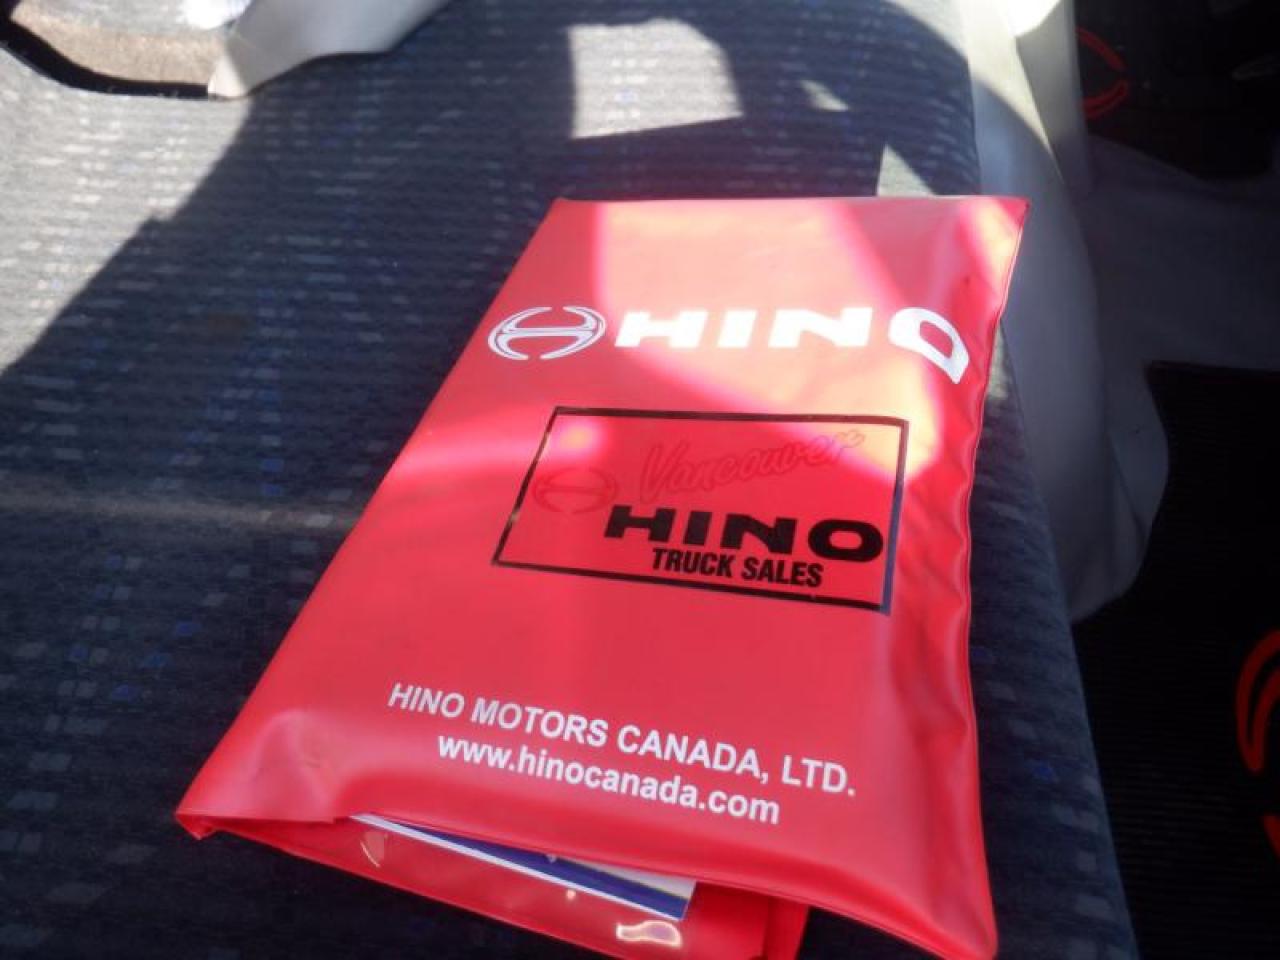 HINO
Vancouver
HINO
TRUCK SALES
HINO MOTORS CANADA, LTD.
www.hinocanada.com